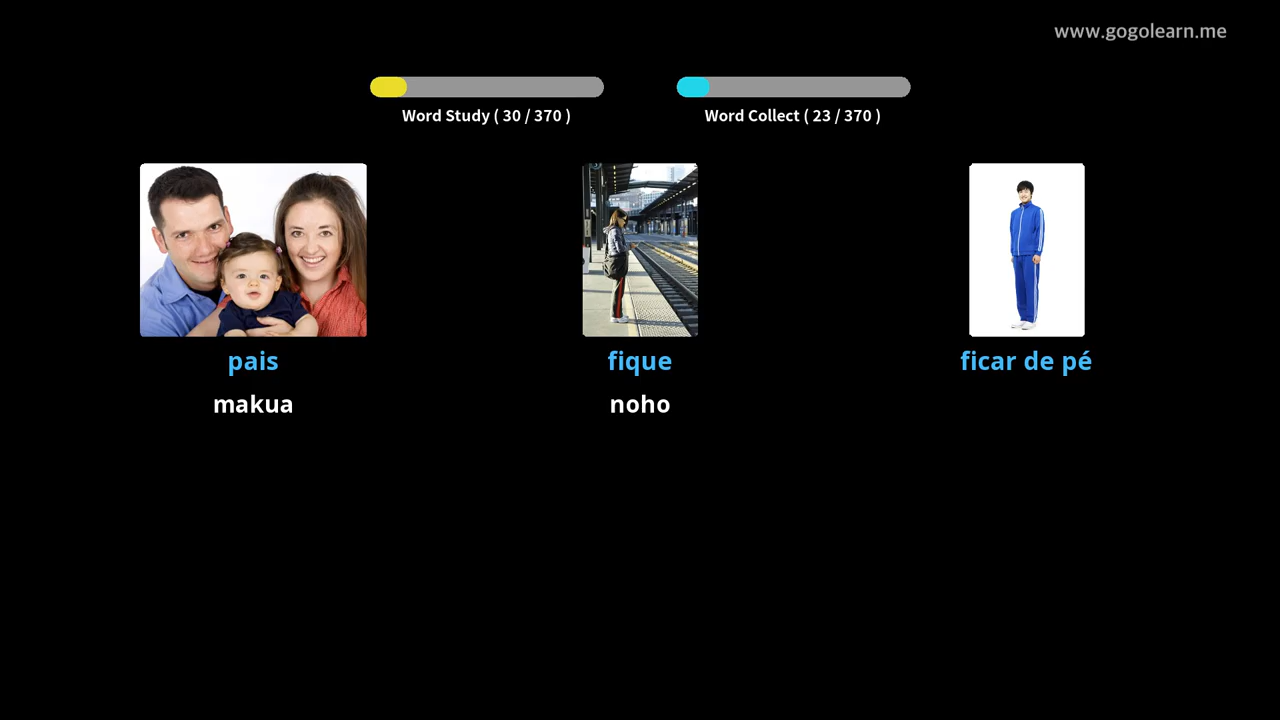 www.gogolearn.me
Word Study ( 30 / 370 )
Word Collect ( 23 / 370 )
pais
fique
ficar de pé
makua
noho